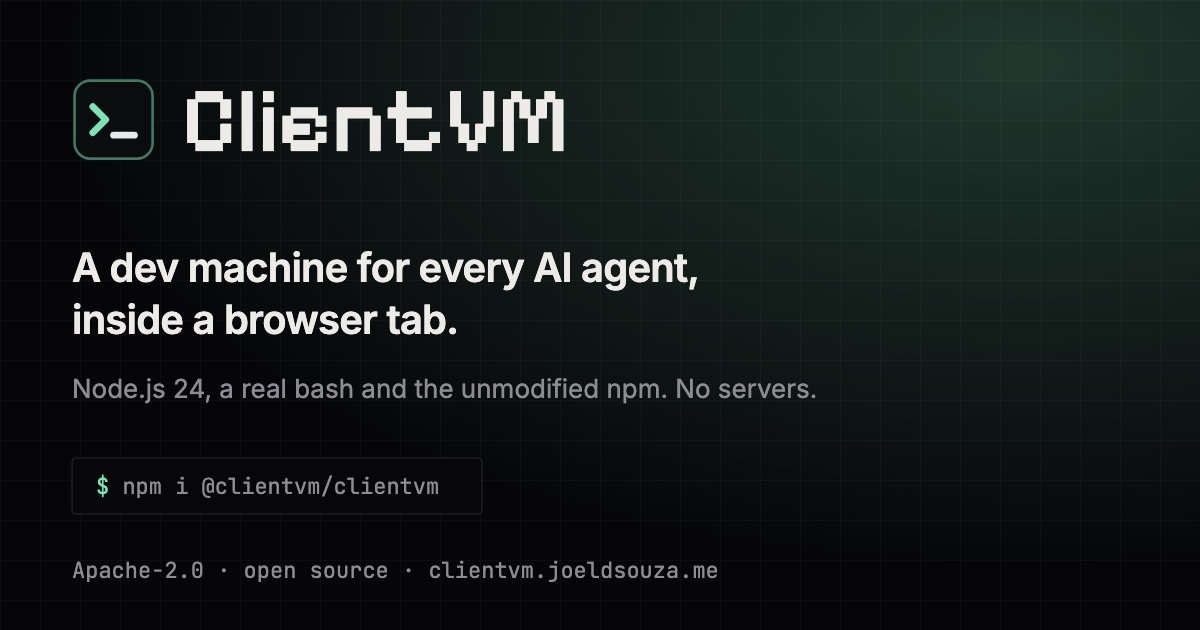 ClientVM
A dev machine for every AI agent,
inside a browser tab.
Node.js 24, a real bash and the unmodified npm. No servers.
$ npm i @clientvm/clientvm
Apache-2.0 · open source · clientvm.joeldsouza.me